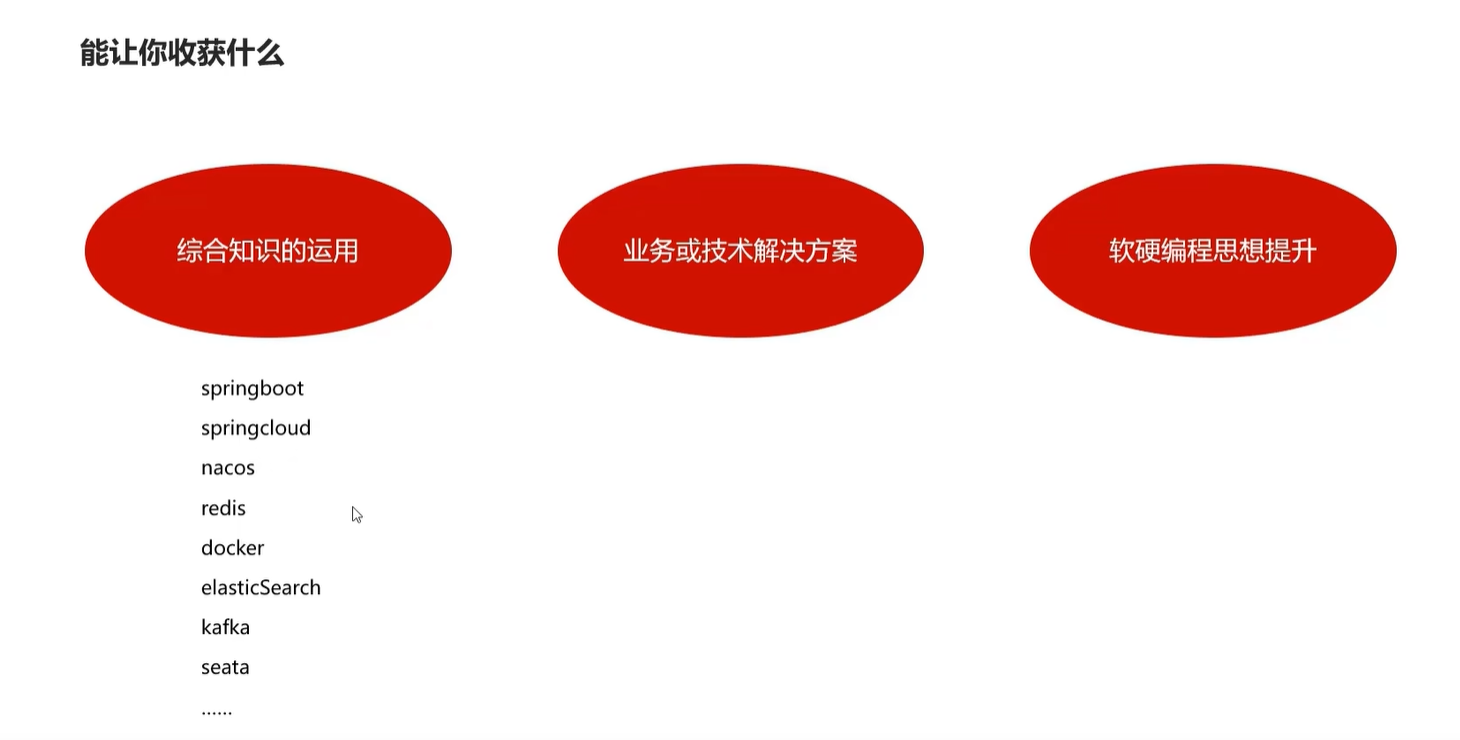 能让你收获什么
综合知识的运用
业务或技术解决方案
软硬编程思想提升
springboot
springcloud
nacos
redis
docker
elasticSearch
kafka
seata
......